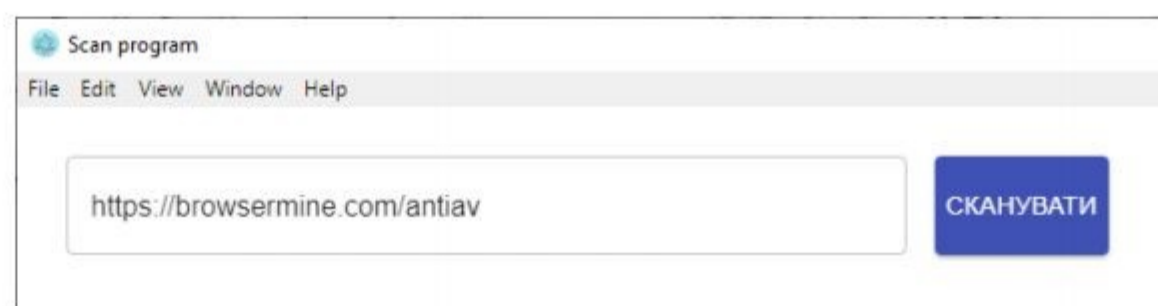 Scan program
File Edit View Window Help
https://browsermine.com/antiav
СКАНУВАТИ